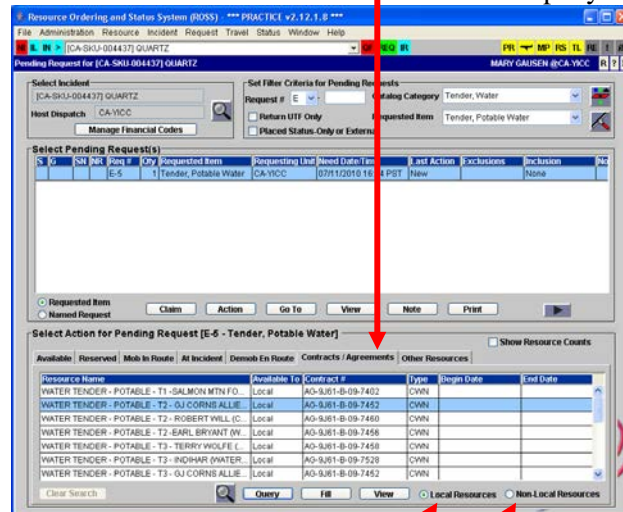 Resource Ordering and Status System (ROSS) - *** PRACTICE v2.12.1.8 ***
File Administration Resource Incident Request Travel Status Window Help
IL IN > [CA-SKU-004437] QUARTZ REQ IR PR MP RS TL RE
Pending Request for [CA-SKU-004437] QUARTZ MARY GAUSEN @CA-YICC R ?
Select Incident Set Filter Criteria for Pending Requests
[CA-SKU-004437] QUARTZ Request # E Catalog Category Tender, Water
Host Dispatch CA-YICC Return UTF Only Requested Item Tender, Potable Water
Manage Financial Codes Placed Status-Only or External
Select Pending Request(s)
S G SN NR Req # Qty Requested Item Requesting Unit Need Date/Time Last Action Exclusions Inclusion
E-5 1 Tender, Potable Water CA-YICC 07/11/2010 PST New None
Requested Item
Named Request
Claim Action Go To View Note Print
Select Action for Pending Request [E-5 - Tender, Potable Water]
Show Resource Counts
Available Reserved Mob In Route At Incident Demob En Route Contracts / Agreements Other Resources
Resource Name Available To Contract # Type Begin Date End Date
WATER TENDER - POTABLE - T1 -SALMON MTN FO... Local AG-9J61-B-09-7402 CWN
WATER TENDER - POTABLE - T2 - OJ CORNS ALLIE... Local AG-9J61-B-09-7452 CWN
WATER TENDER - POTABLE - T2 - ROBERT WILL (C... Local AG-9J61-B-09-7460 CWN
WATER TENDER - POTABLE - T2 -EARL BRYANT (W... Local AG-9J61-B-09-7456 CWN
WATER TENDER - POTABLE - T3 - TERRY WOLFE (... Local AG-9J61-B-09-7458 CWN
WATER TENDER - POTABLE - T3 - INDIHAR (WATER... Local AG-9J61-B-09-7528 CWN
WATER TENDER - POTABLE - T3 - OJ CORNS ALLIE... Local AG-9J61-B-09-7452 CWN
Clear Search Query Fill View Local Resources Non-Local Resources